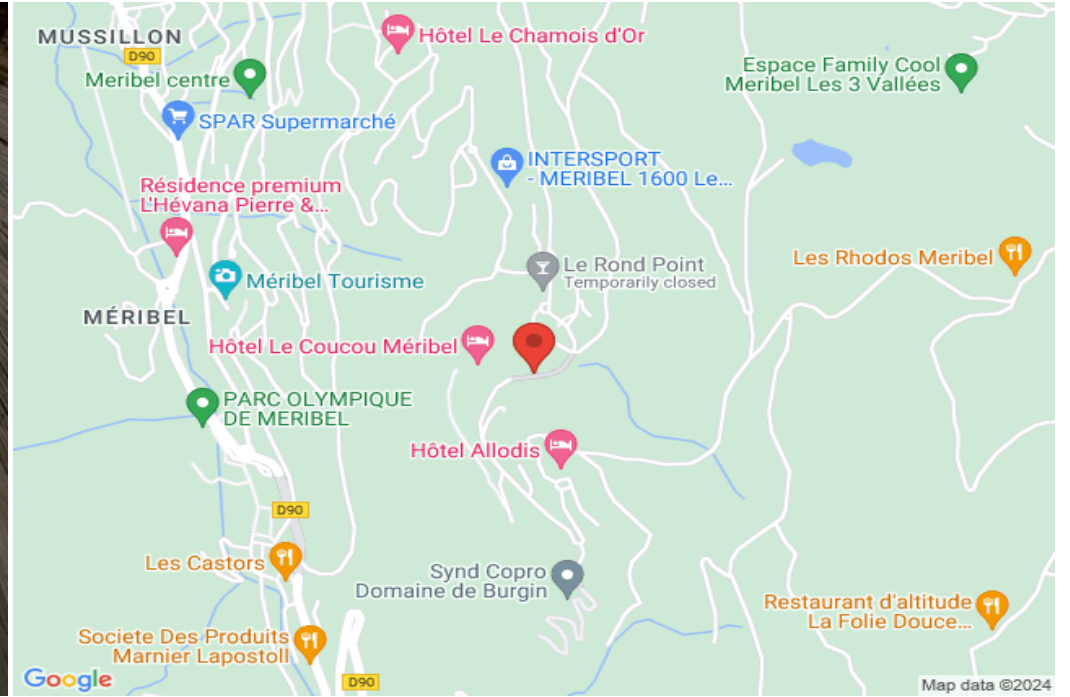 MUSSILLON
D90
Meribel centre
SPAR Supermarché
Hôtel Le Chamois d'Or
Espace Family Cool
Meribel Les 3 Vallées
INTERSPORT
- MERIBEL 1600 Le...
Résidence premium
L'Hévana Pierre &...
Méribel Tourisme
Le Rond Point
Temporarily closed
Les Rhodos Meribel
MÉRIBEL
Hôtel Le Coucou Méribel
PARC OLYMPIQUE
DE MERIBEL
Hôtel Allodis
D90
Les Castors
Synd Copro
Domaine de Burgin
Restaurant d'altitude
La Folie Douce...
Societe Des Produits
Marnier Lapostoll
D90
Google
Map data ©2024